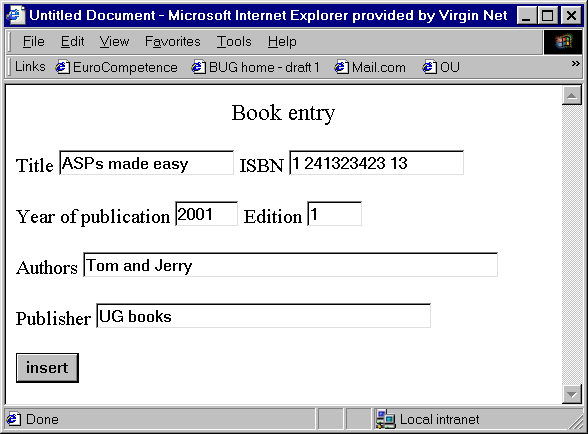 Untitled Document - Microsoft Internet Explorer provided by Virgin Net
File Edit View Favorites Tools Help
Links EuroCompetence BUG home - draft1 Mail.com OU »
Book entry
Title ASPs made easy ISBN 1 241323423 13
Year of publication 2001 Edition 1
Authors Tom and Jerry
Publisher UG books
insert
Done Local intranet